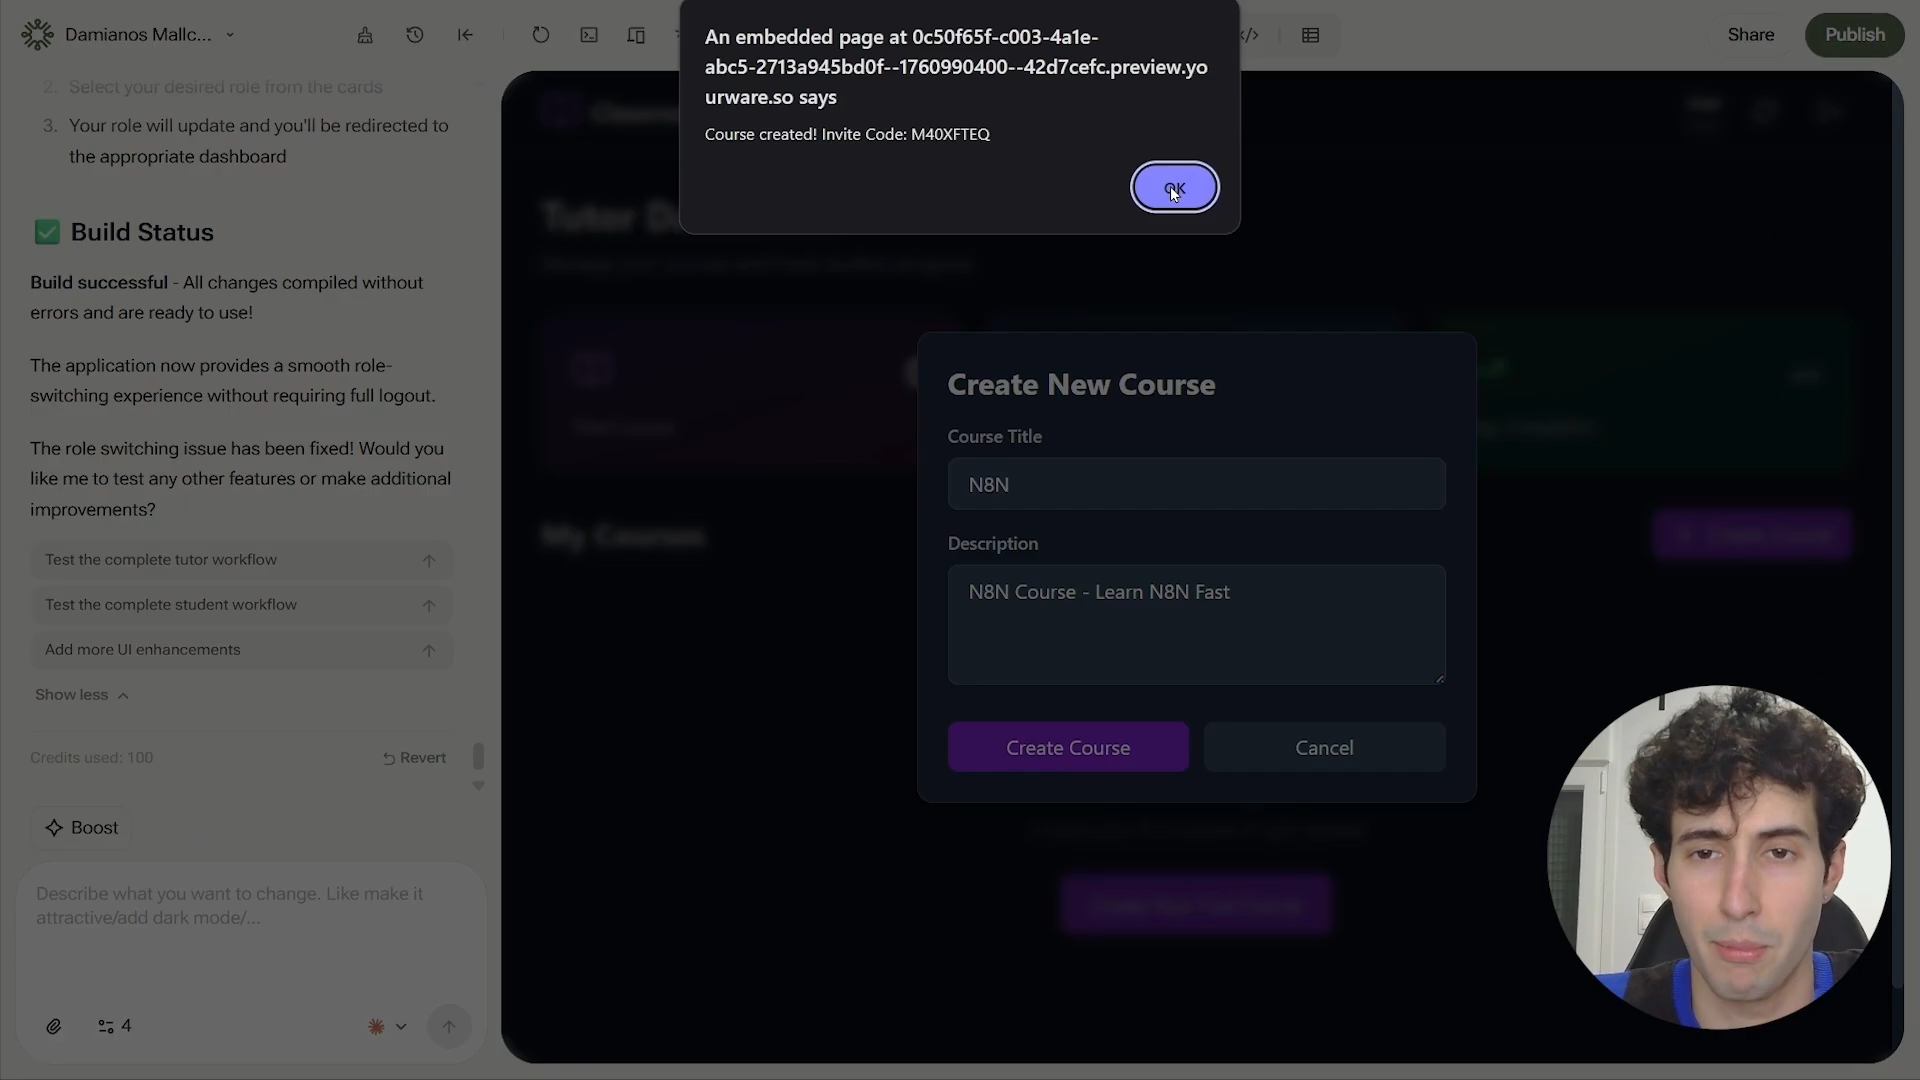 Damianos Mallc...
Share
Publish
An embedded page at 0c50f65f-c003-4a1e-
abc5-2713a945bd0f--1760990400--42d7cefc.preview.yo
urware.so says
Course created! Invite Code: M40XFTEQ
OK
2. Select your desired role from the cards
3. Your role will update and you'll be redirected to
the appropriate dashboard
✅ Build Status
Build successful - All changes compiled without
errors and are ready to use!
The application now provides a smooth role-
switching experience without requiring full logout.
The role switching issue has been fixed! Would you
like me to test any other features or make additional
improvements?
Test the complete tutor workflow
Test the complete student workflow
Add more UI enhancements
Show less
Credits used: 100
Revert
Boost
Describe what you want to change. Like make it
attractive/add dark mode/...
4
Tutor
My Courses
Create New Course
Course Title
N8N
Description
N8N Course - Learn N8N Fast
Create Course
Cancel